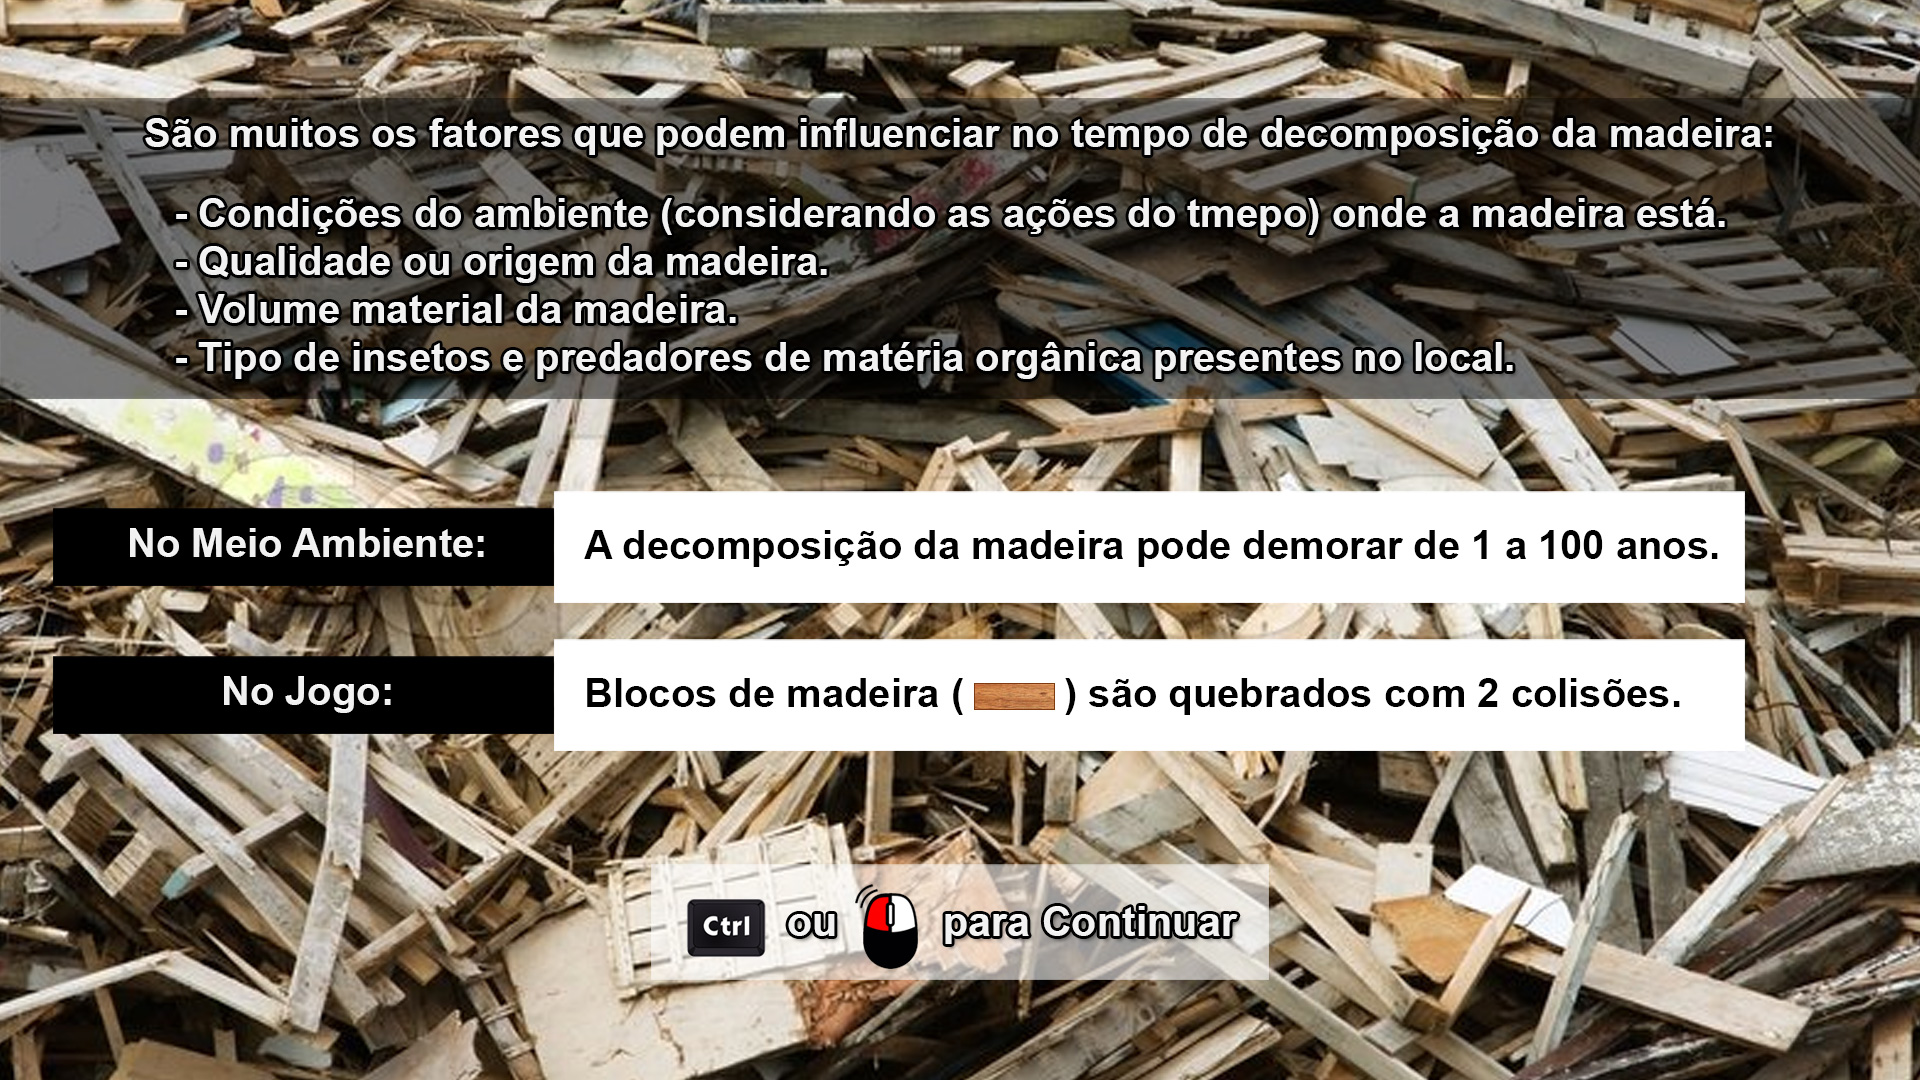 São muitos os fatores que podem influenciar no tempo de decomposição da madeira:
- Condições do ambiente (considerando as ações do tmepo) onde a madeira está.
- Qualidade ou origem da madeira.
- Volume material da madeira.
- Tipo de insetos e predadores de matéria orgânica presentes no local.
No Meio Ambiente:
A decomposição da madeira pode demorar de 1 a 100 anos.
No Jogo:
Blocos de madeira ( ) são quebrados com 2 colisões.
Ctrl ou para Continuar